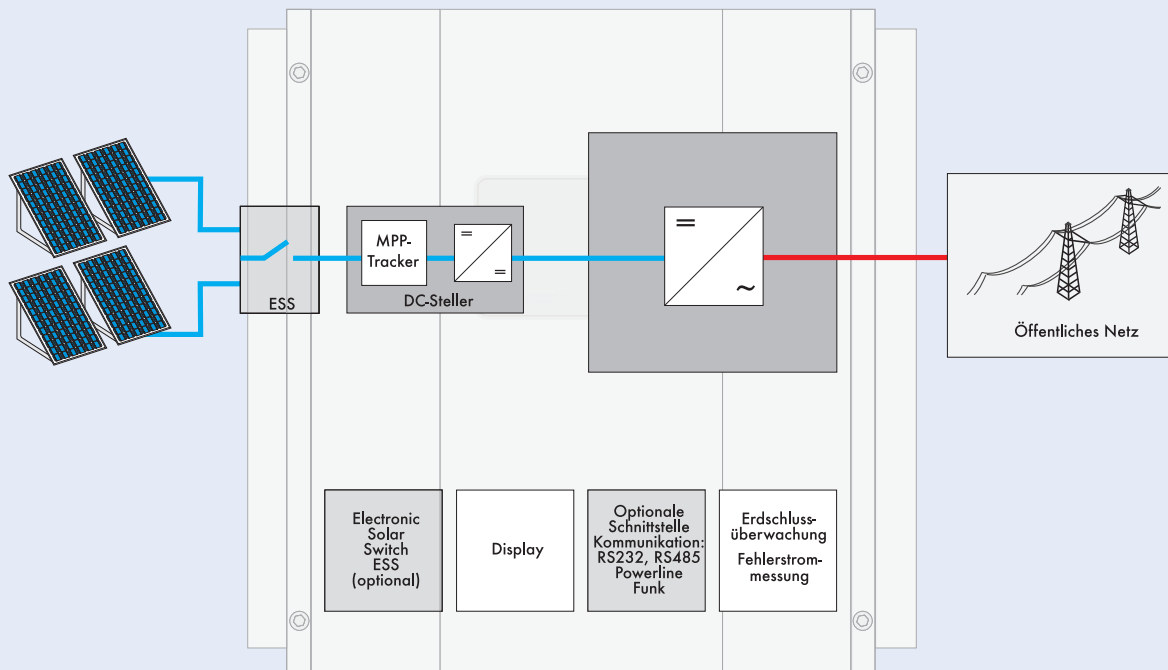 MPP-
Tracker
DC-Steller
ESS
Öffentliches Netz
Electronic
Solar
Switch
ESS
(optional)
Display
Optionale
Schnittstelle
Kommunikation:
RS232, RS485
Powerline
Funk
Erdschluss-
überwachung
Fehlerstrom-
messung